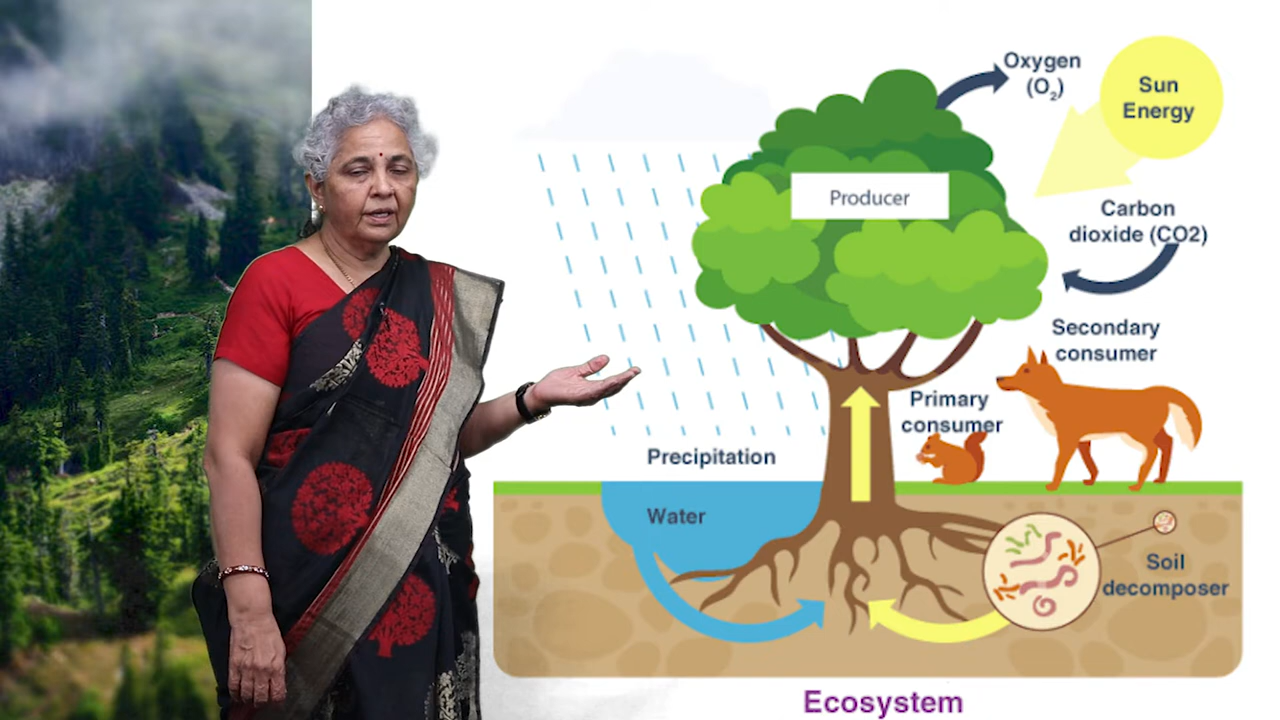 Oxygen
(O2)
Sun
Energy
Producer
Carbon
dioxide (CO2)
Secondary
consumer
Primary
consumer
Precipitation
Water
Soil
decomposer
Ecosystem